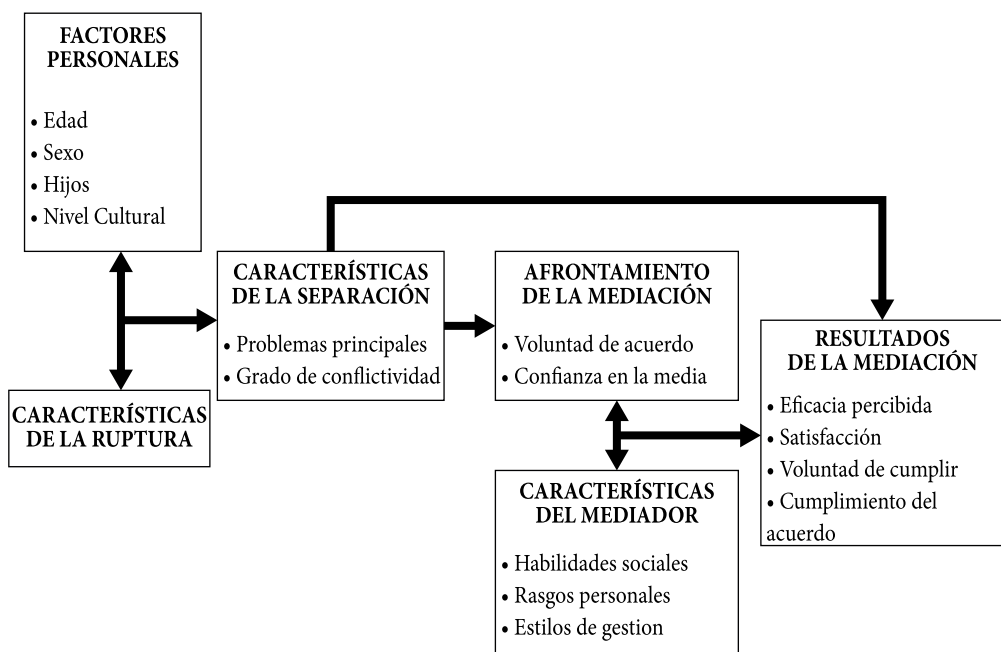 FACTORES
PERSONALES
• Edad
• Sexo
• Hijos
• Nivel Cultural
CARACTERÍSTICAS
DE LA RUPTURA
CARACTERÍSTICAS
DE LA SEPARACIÓN
• Problemas principales
• Grado de conflictividad
AFRONTAMIENTO
DE LA MEDIACIÓN
• Voluntad de acuerdo
• Confianza en la media
CARACTERÍSTICAS
DEL MEDIADOR
• Habilidades sociales
• Rasgos personales
• Estilos de gestion
RESULTADOS
DE LA MEDIACIÓN
• Eficacia percibida
• Satisfacción
• Voluntad de cumplir
• Cumplimiento del
acuerdo